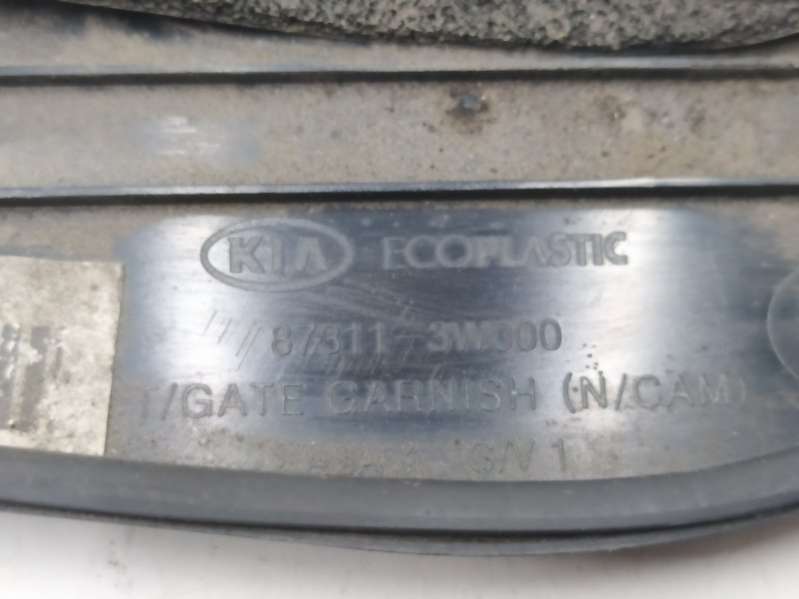 KIA ECOPLASTIC
87311-3W000
T/GATE GARNISH (N/CAM)